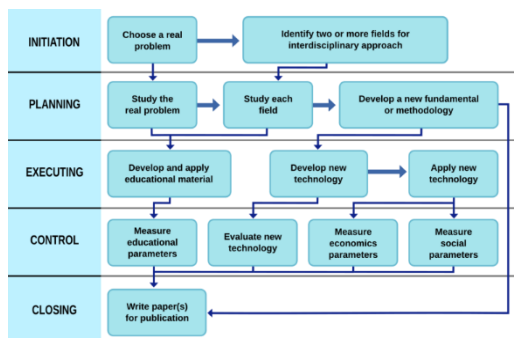 INITIATION
Choose a real
problem
Identify two or more fields for
interdisciplinary approach
PLANNING
Study the
real problem
Study each
field
Develop a new fundamental
or methodology
EXECUTING
Develop and apply
educational material
Develop new
technology
Apply new
technology
CONTROL
Measure
educational
parameters
Evaluate new
technology
Measure
economics
parameters
Measure
social
parameters
CLOSING
Write paper(s)
for publication